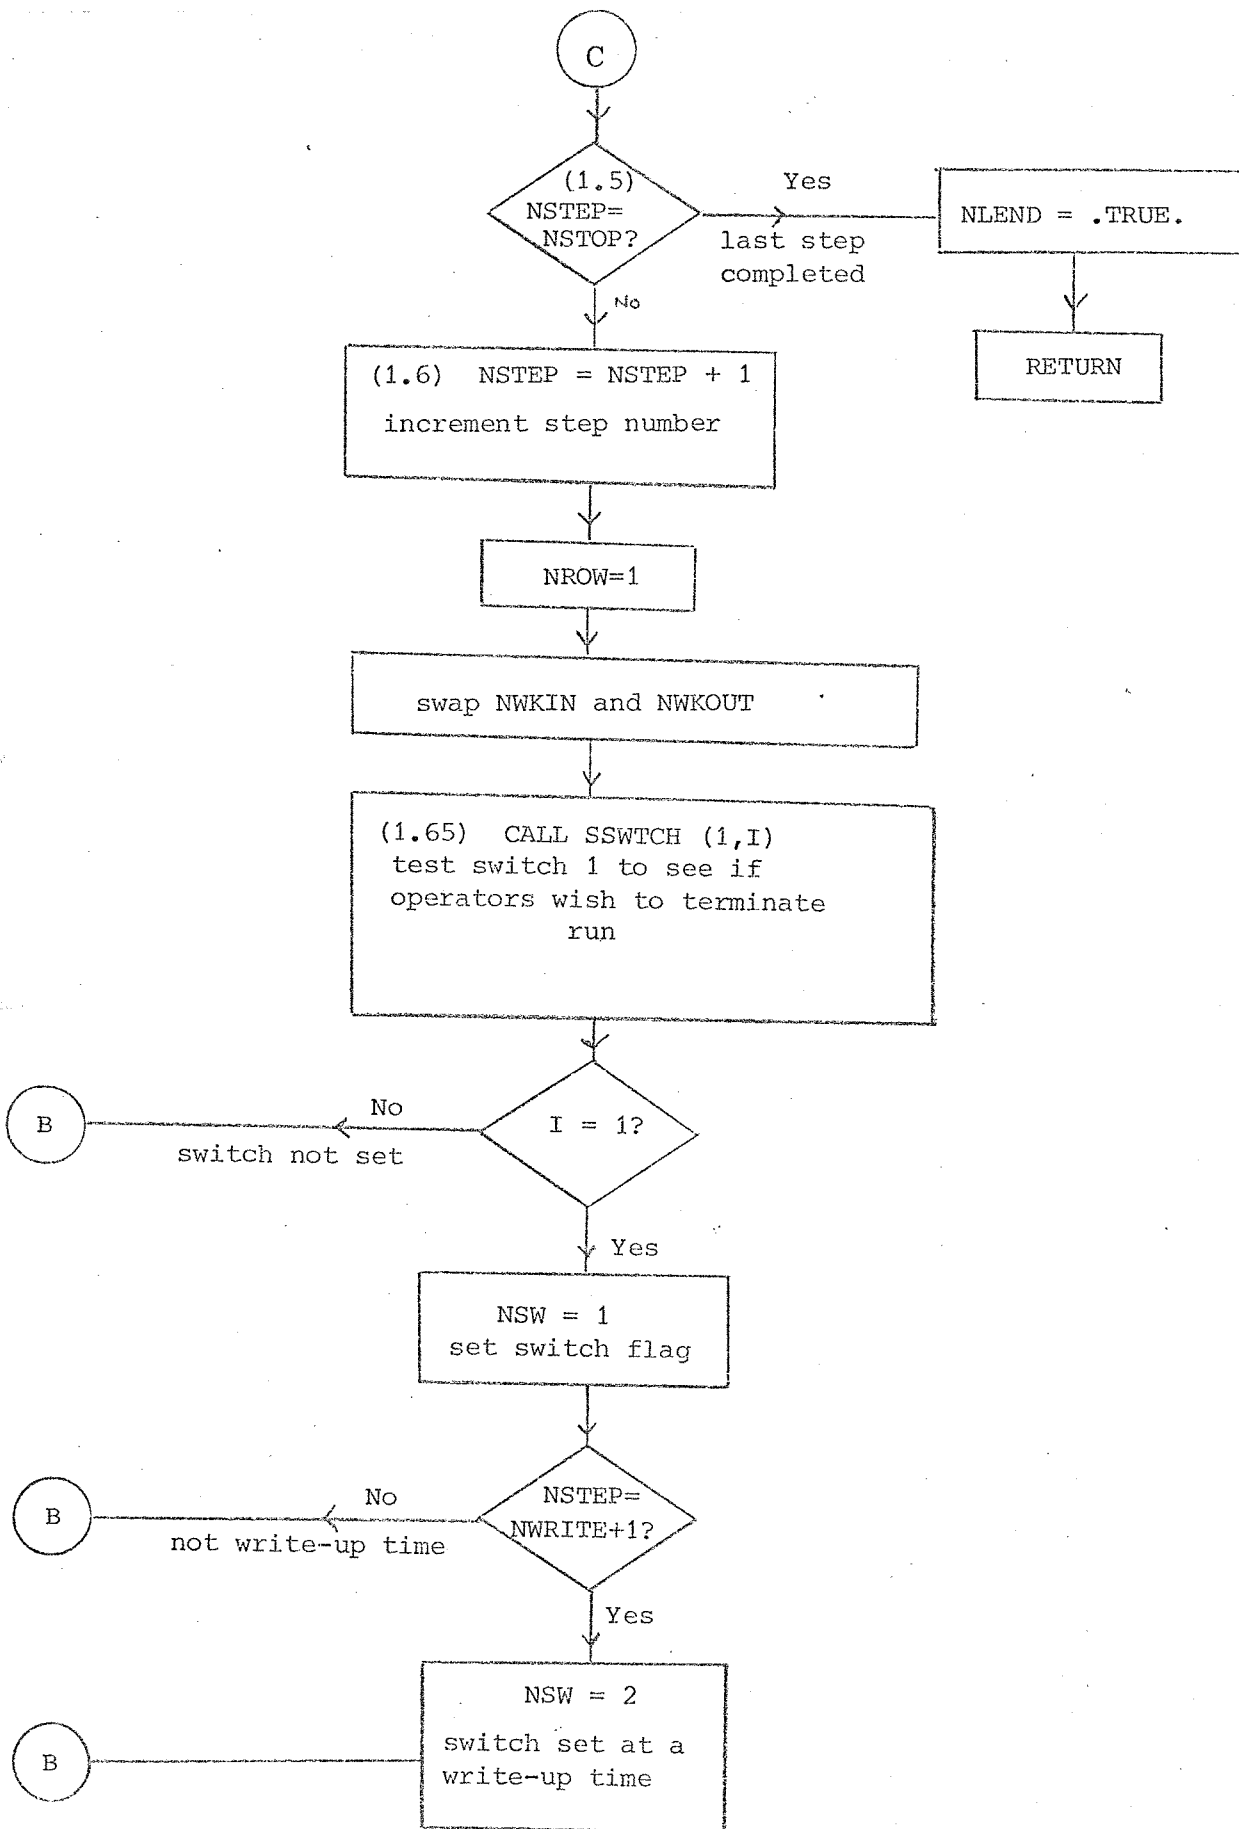 C
(1.5)
NSTEP=
NSTOP?
Yes
last step
completed
NLEND = .TRUE.
RETURN
No
(1.6) NSTEP = NSTEP + 1
increment step number
NROW=1
swap NWKIN and NWKOUT
(1.65) CALL SSWTCH (1,I)
test switch 1 to see if
operators wish to terminate
run
I = 1?
No
switch not set
B
Yes
NSW = 1
set switch flag
NSTEP=
NWRITE+1?
No
not write-up time
B
Yes
NSW = 2
switch set at a
write-up time
B